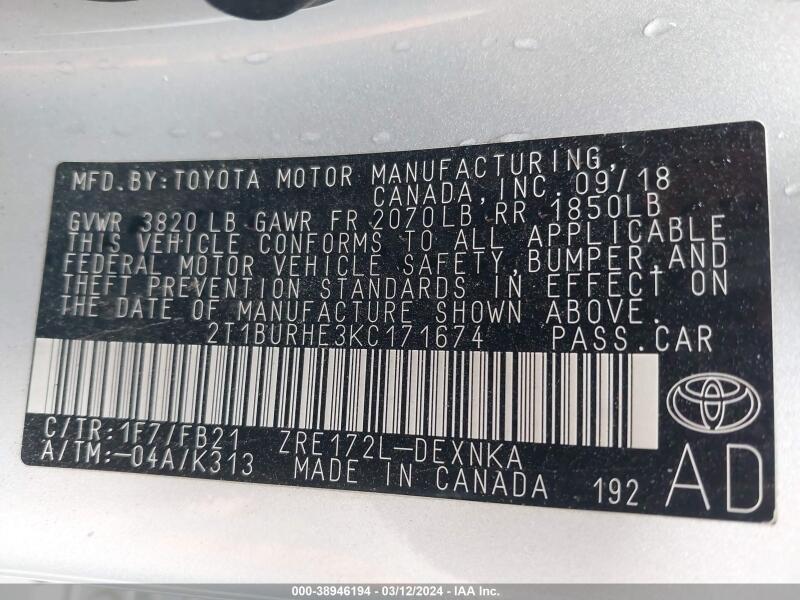 MFD.BY:TOYOTA MOTOR MANUFACTURING,
CANADA,INC. 09/18
GVWR 3820 LB GAWR FR 2070LB RR 1850LB
THIS VEHICLE CONFORMS TO ALL APPLICABLE
FEDERAL MOTOR VEHICLE SAFETY,BUMPER,AND
THEFT PREVENTION STANDARDS IN EFFECT ON
THE DATE OF MANUFACTURE SHOWN ABOVE.
2T1BURHE3KC171674 PASS.CAR
C/TR:1F7/FB21 ZRE172L-DEXNKA
A/TM:-04A/K313 MADE IN CANADA 192 AD
000-38946194 - 03/12/2024 - IAA Inc.